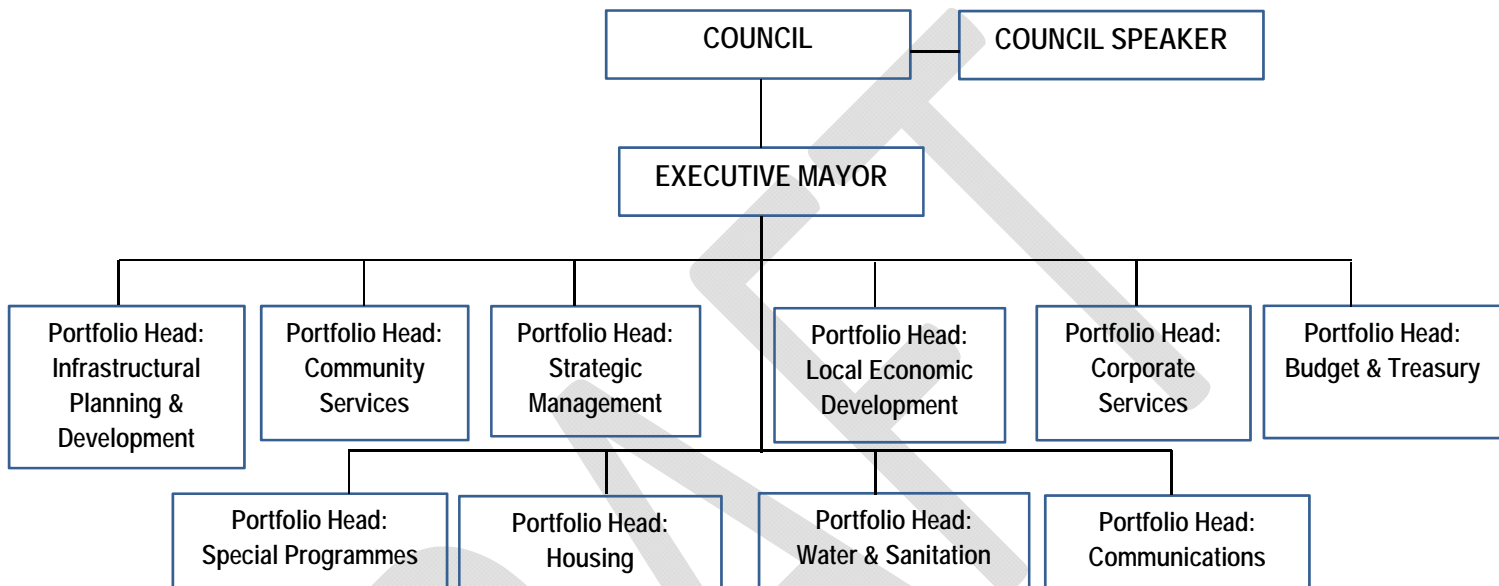 COUNCIL
COUNCIL SPEAKER
EXECUTIVE MAYOR
Portfolio Head:
Infrastructural
Planning &
Development
Portfolio Head:
Community
Services
Portfolio Head:
Strategic
Management
Portfolio Head:
Local Economic
Development
Portfolio Head:
Corporate
Services
Portfolio Head:
Budget & Treasury
Portfolio Head:
Special Programmes
Portfolio Head:
Housing
Portfolio Head:
Water & Sanitation
Portfolio Head:
Communications